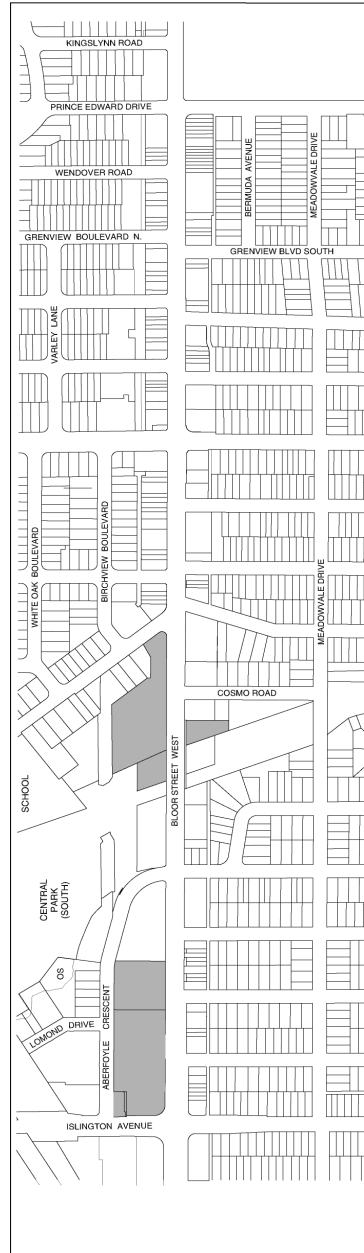 KINGSLYNN ROAD
PRINCE EDWARD DRIVE
WENDOVER ROAD
GRENVIEW BOULEVARD N.
BERMUDA AVENUE
MEADOWVALE DRIVE
GRENVIEW BLVD SOUTH
VARLEY LANE
WHITE OAK BOULEVARD
BIRCHVIEW BOULEVARD
MEADOWVALE DRIVE
COSMO ROAD
BLOOR STREET WEST
SCHOOL
CENTRAL
PARK
(SOUTH)
OS
LOMOND DRIVE
ABERFOYLE CRESCENT
ISLINGTON AVENUE